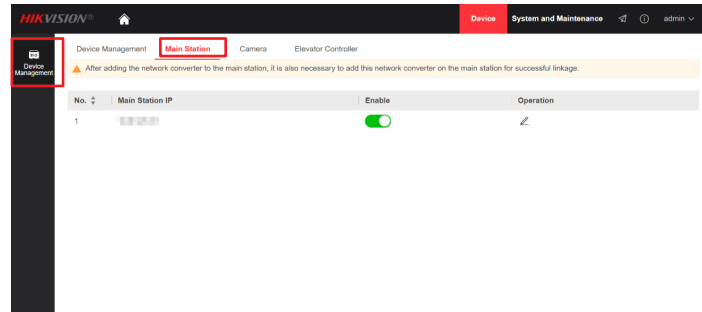 HIKVISION®
Device
System and Maintenance
admin
Device
Management
Device Management
Main Station
Camera
Elevator Controller
After adding the network converter to the main station, it is also necessary to add this network converter on the main station for successful linkage.
No.
Main Station IP
Enable
Operation
1